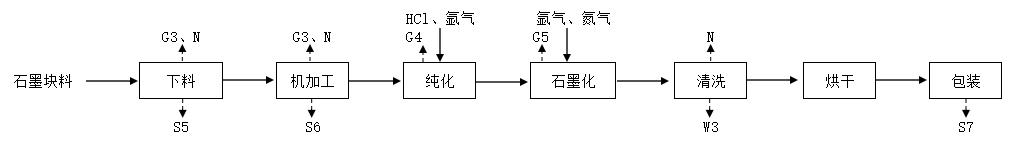 HCl、氩气
氩气、氮气
G3、N
G3、N
G4
G5
N
石墨块料
下料
机加工
纯化
石墨化
清洗
烘干
包装
S5
S6
W3
S7